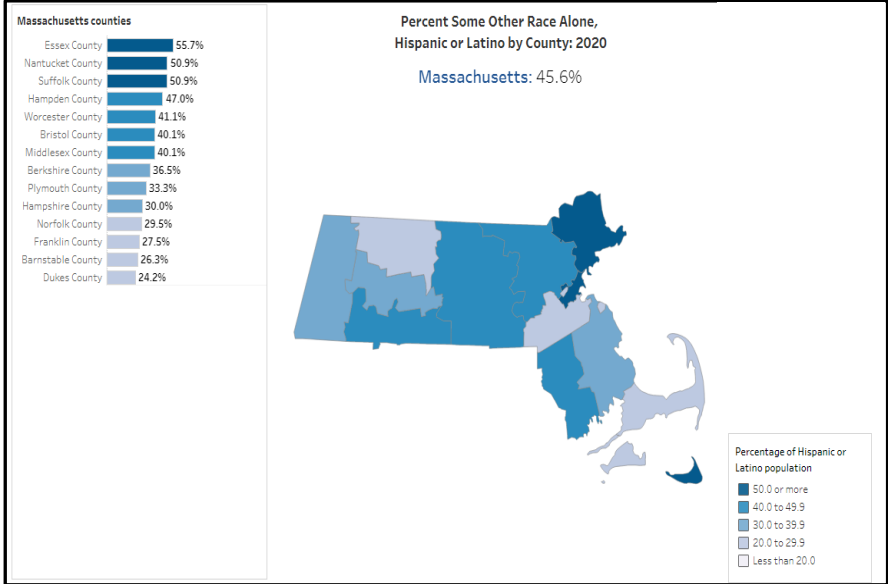 Massachusetts counties
Essex County 55.7%
Nantucket County 50.9%
Suffolk County 50.9%
Hampden County 47.0%
Worcester County 41.1%
Bristol County 40.1%
Middlesex County 40.1%
Berkshire County 36.5%
Plymouth County 33.3%
Hampshire County 30.0%
Norfolk County 29.5%
Franklin County 27.5%
Barnstable County 26.3%
Dukes County 24.2%
Percent Some Other Race Alone,
Hispanic or Latino by County: 2020
Massachusetts: 45.6%
Percentage of Hispanic or
Latino population
50.0 or more
40.0 to 49.9
30.0 to 39.9
20.0 to 29.9
Less than 20.0